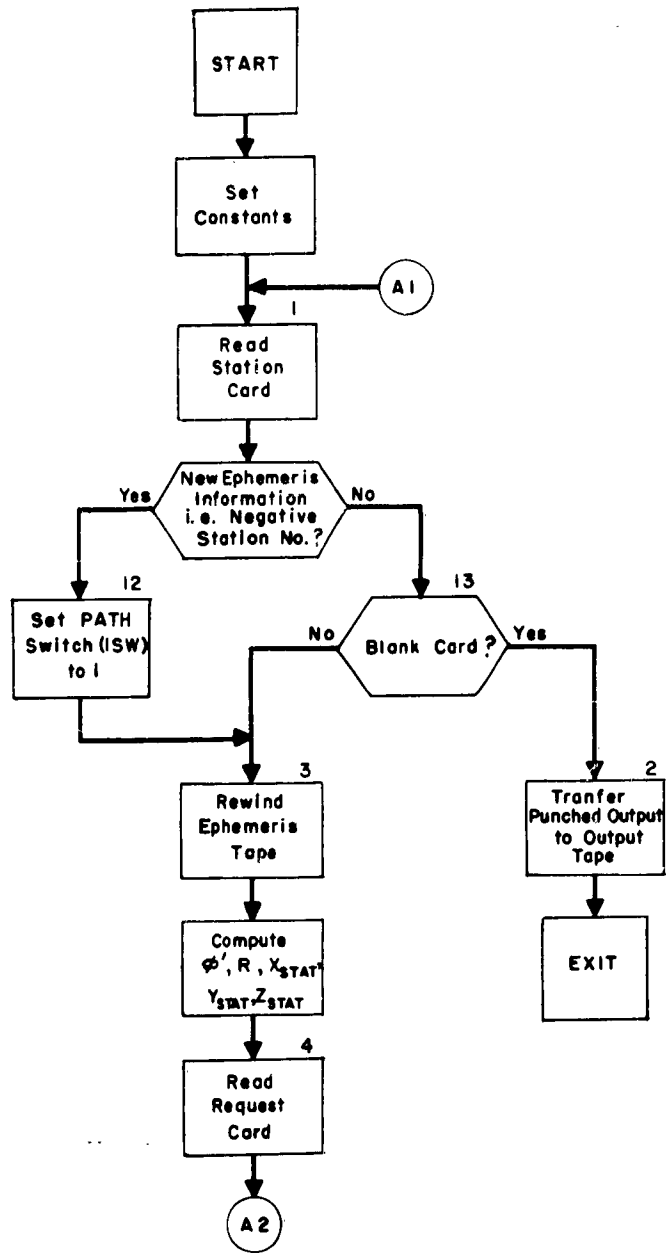 START
Set
Constants
A1
1
Read
Station
Card
New Ephemeris
Information
i.e. Negative
Station No.?
Yes
No
12
Set PATH
Switch (ISW)
to 1
13
Blank Card?
No
Yes
3
Rewind
Ephemeris
Tape
2
Tranfer
Punched Output
to Output
Tape
Compute
φ', R, X_STAT,
Y_STAT, Z_STAT
EXIT
4
Read
Request
Card
A2